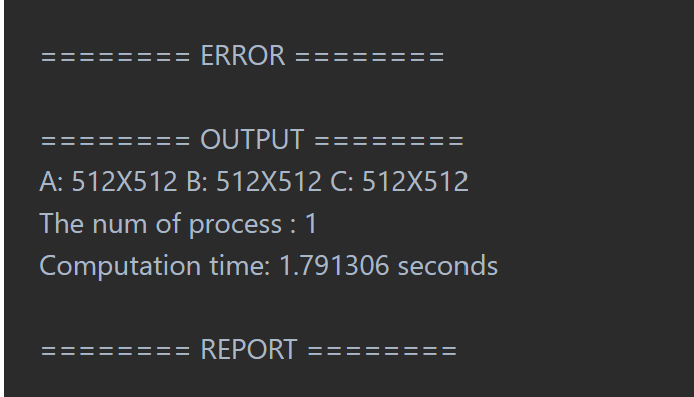 ======== ERROR ========
======== OUTPUT ========
A: 512X512 B: 512X512 C: 512X512
The num of process : 1
Computation time: 1.791306 seconds
======== REPORT ========